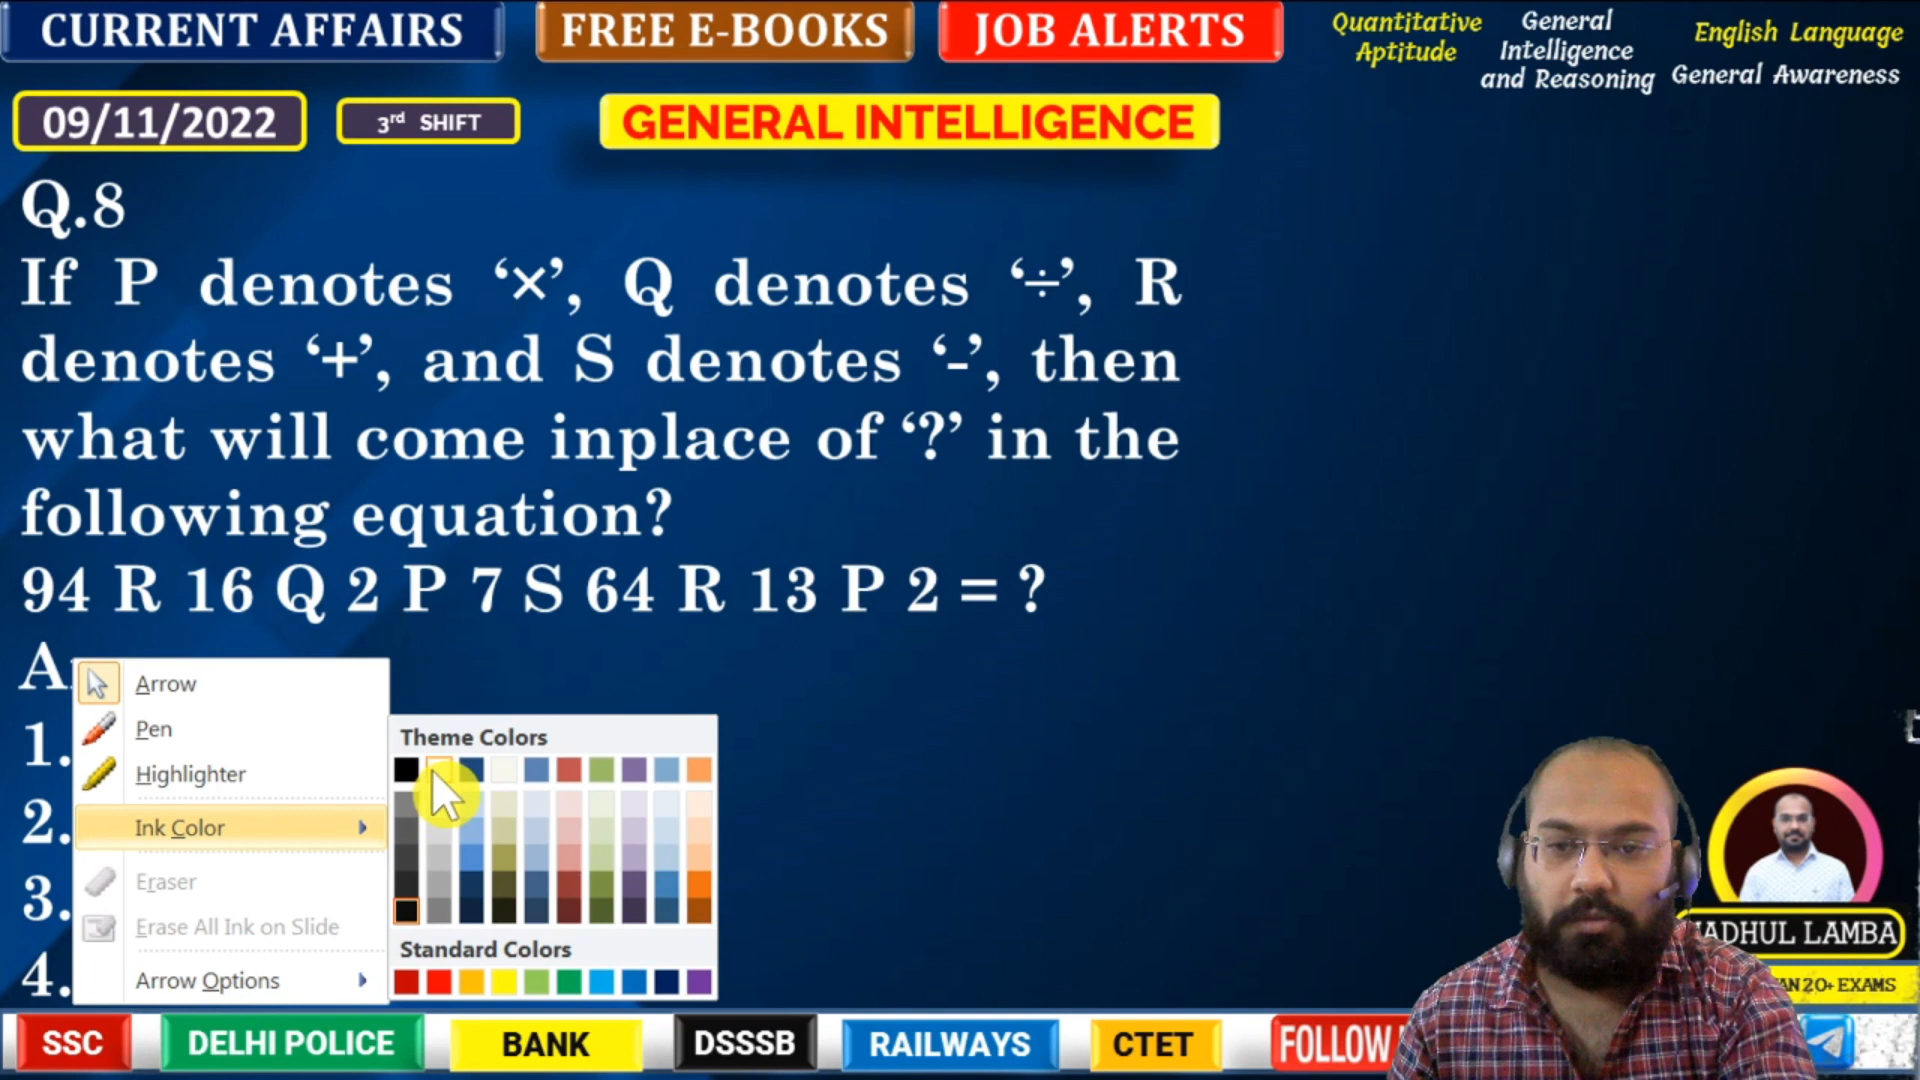 CURRENT AFFAIRS
FREE E-BOOKS
JOB ALERTS
Quantitative
Aptitude
General
Intelligence
and Reasoning
English Language
General Awareness
09/11/2022
3rd SHIFT
GENERAL INTELLIGENCE
Q.8
If P denotes ‘×’, Q denotes ‘÷’, R
denotes ‘+’, and S denotes ‘-’, then
what will come inplace of ‘?’ in the
following equation?
94 R 16 Q 2 P 7 S 64 R 13 P 2 = ?
1.
2.
3.
4.
Arrow
Pen
Highlighter
Ink Color
Eraser
Erase All Ink on Slide
Arrow Options
Theme Colors
Standard Colors
LAMBA
20+ EXAMS
SSC
DELHI POLICE
BANK
DSSSB
RAILWAYS
CTET
FOLLOW